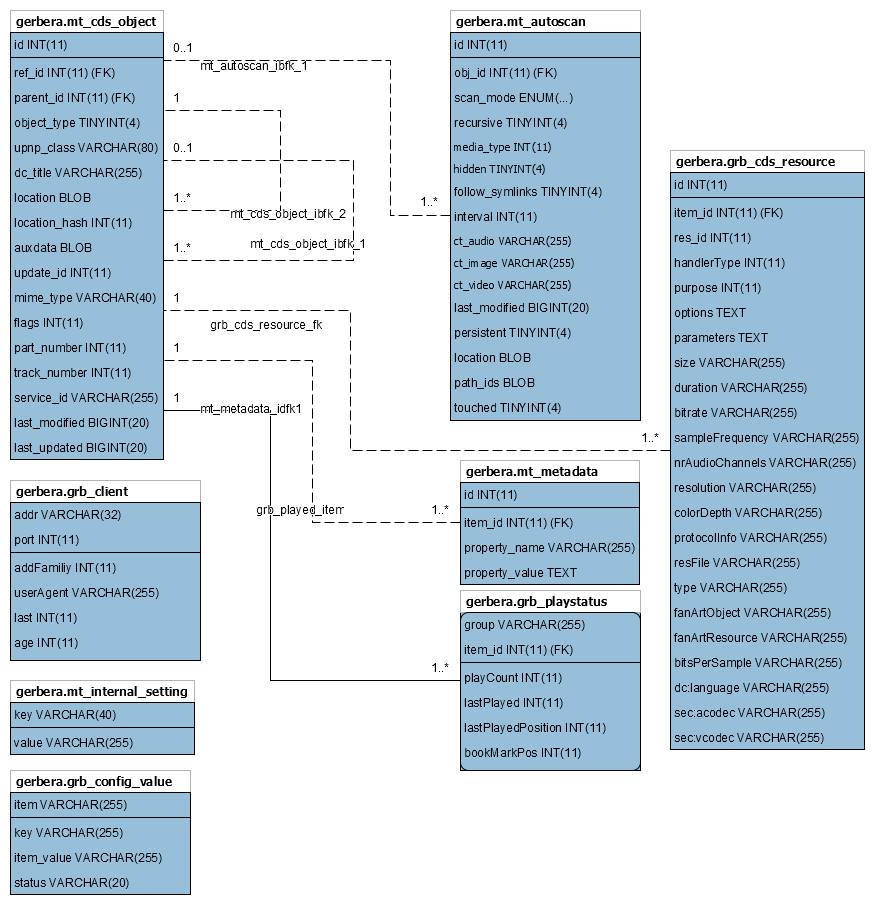 gerbera.mt_cds_object
id INT(11)
ref_id INT(11) (FK)
parent_id INT(11) (FK)
object_type TINYINT(4)
upnp_class VARCHAR(80)
dc_title VARCHAR(255)
location BLOB
location_hash INT(11)
auxdata BLOB
update_id INT(11)
mime_type VARCHAR(40)
flags INT(11)
part_number INT(11)
track_number INT(11)
service_id VARCHAR(255)
last_modified BIGINT(20)
last_updated BIGINT(20)
0..1
mt_autoscan_ibfk_1
1..*
1
1..*
mt_cds_object_ibfk_2
0..1
1..*
mt_cds_object_ibfk_1
1
grb_cds_resource_fk
1..*
1
mt_metadata_idfk1
1..*
1
grb_played_item
1..*
gerbera.mt_autoscan
id INT(11)
obj_id INT(11) (FK)
scan_mode ENUM(...)
recursive TINYINT(4)
media_type INT(11)
hidden TINYINT(4)
follow_symlinks TINYINT(4)
interval INT(11)
ct_audio VARCHAR(255)
ct_image VARCHAR(255)
ct_video VARCHAR(255)
last_modified BIGINT(20)
persistent TINYINT(4)
location BLOB
path_ids BLOB
touched TINYINT(4)
gerbera.grb_cds_resource
id INT(11)
item_id INT(11) (FK)
res_id INT(11)
handlerType INT(11)
purpose INT(11)
options TEXT
parameters TEXT
size VARCHAR(255)
duration VARCHAR(255)
bitrate VARCHAR(255)
sampleFrequency VARCHAR(255)
nrAudioChannels VARCHAR(255)
resolution VARCHAR(255)
colorDepth VARCHAR(255)
protocolInfo VARCHAR(255)
resFile VARCHAR(255)
type VARCHAR(255)
fanArtObject VARCHAR(255)
fanArtResource VARCHAR(255)
bitsPerSample VARCHAR(255)
dc:language VARCHAR(255)
sec:acodec VARCHAR(255)
sec:vcodec VARCHAR(255)
gerbera.mt_metadata
id INT(11)
item_id INT(11) (FK)
property_name VARCHAR(255)
property_value TEXT
gerbera.grb_playstatus
group VARCHAR(255)
item_id INT(11) (FK)
playCount INT(11)
lastPlayed INT(11)
lastPlayedPosition INT(11)
bookMarkPos INT(11)
gerbera.grb_client
addr VARCHAR(32)
port INT(11)
addFamiliy INT(11)
userAgent VARCHAR(255)
last INT(11)
age INT(11)
gerbera.mt_internal_setting
key VARCHAR(40)
value VARCHAR(255)
gerbera.grb_config_value
item VARCHAR(255)
key VARCHAR(255)
item_value VARCHAR(255)
status VARCHAR(20)